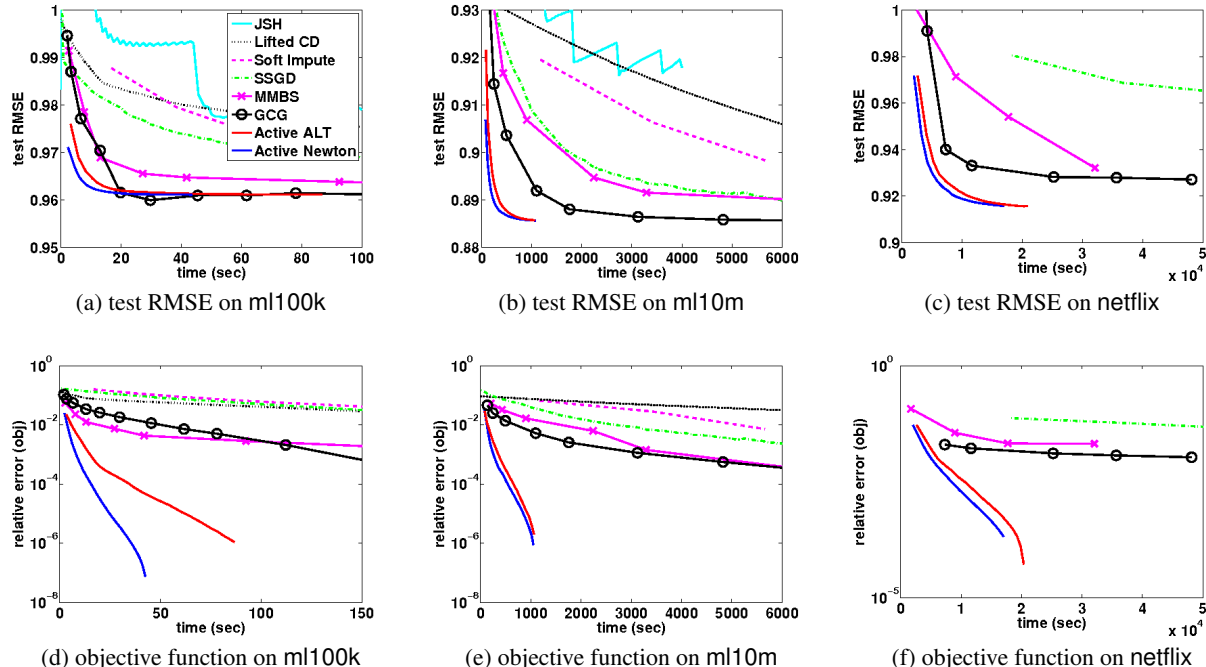 1
0.99
0.98
0.97
0.96
0.95
test RMSE
0
20
40
60
80
100
time (sec)
JSH
Lifted CD
Soft Impute
SSGD
MMBS
GCG
Active ALT
Active Newton
(a) test RMSE on ml100k
0.93
0.92
0.91
0.9
0.89
0.88
test RMSE
0
1000
2000
3000
4000
5000
6000
time (sec)
(b) test RMSE on ml10m
1
0.98
0.96
0.94
0.92
0.9
test RMSE
0
1
2
3
4
5
x 10^4
time (sec)
(c) test RMSE on netflix
10^0
10^-2
10^-4
10^-6
10^-8
relative error (obj)
0
50
100
150
time (sec)
(d) objective function on ml100k
10^0
10^-2
10^-4
10^-6
10^-8
relative error (obj)
0
1000
2000
3000
4000
5000
6000
time (sec)
(e) objective function on ml10m
10^0
10^-5
relative error (obj)
0
1
2
3
4
5
x 10^4
time (sec)
(f) objective function on netflix